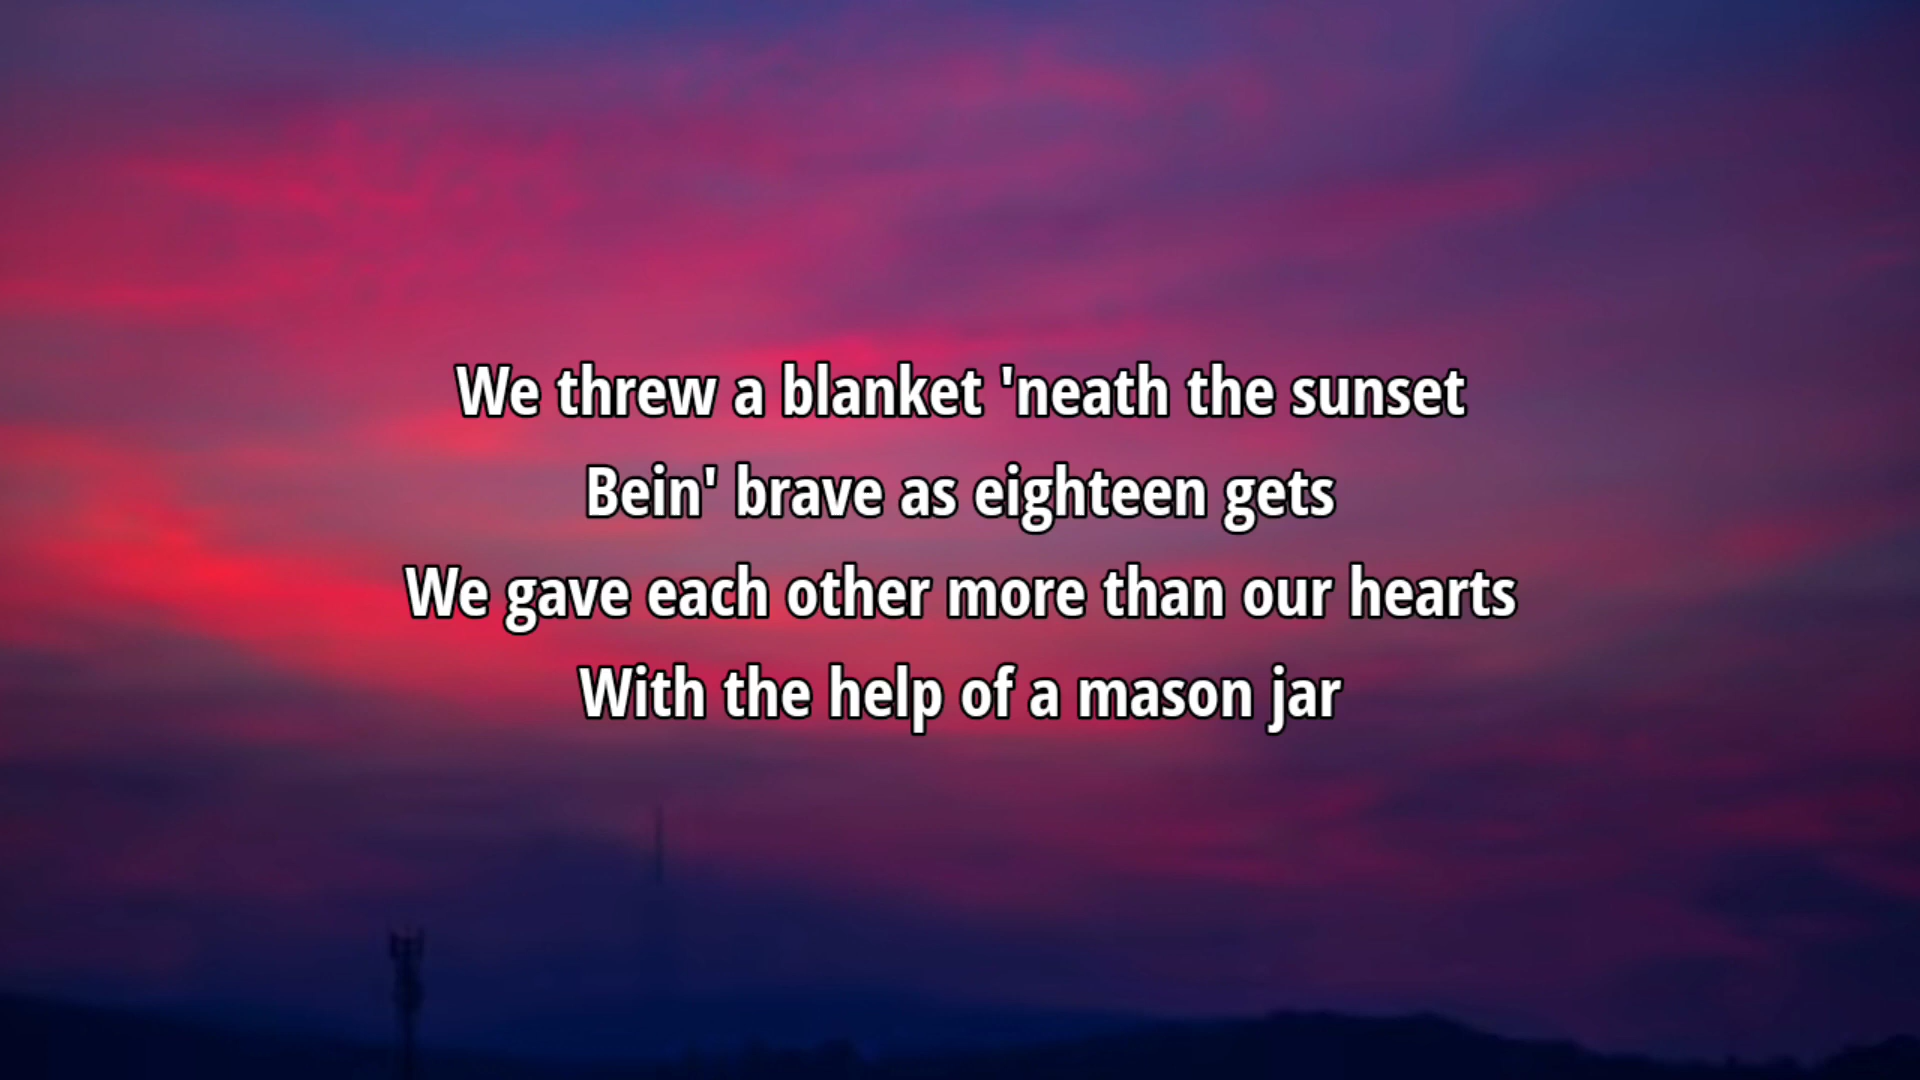 We threw a blanket 'neath the sunset
Bein' brave as eighteen gets
We gave each other more than our hearts
With the help of a mason jar